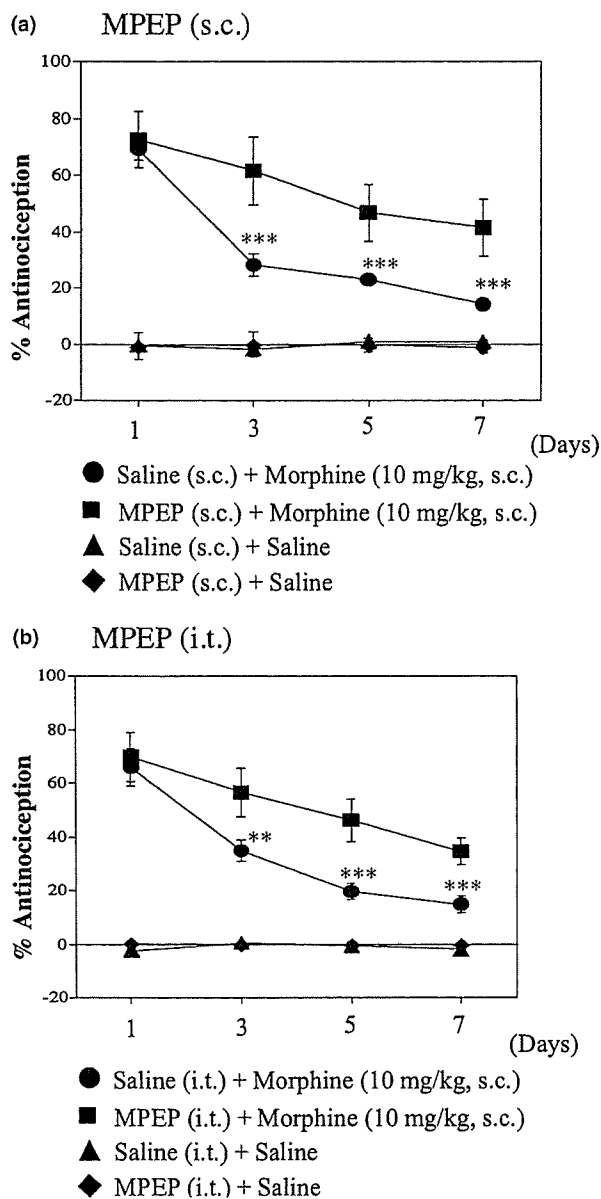 (a) MPEP (s.c.)
100
80
60
40
20
0
-20
% Antinociception
***
***
***
1 3 5 7
(Days)
Saline (s.c.) + Morphine (10 mg/kg, s.c.)
MPEP (s.c.) + Morphine (10 mg/kg, s.c.)
Saline (s.c.) + Saline
MPEP (s.c.) + Saline
(b) MPEP (i.t.)
100
80
60
40
20
0
-20
% Antinociception
**
***
***
1 3 5 7
(Days)
Saline (i.t.) + Morphine (10 mg/kg, s.c.)
MPEP (i.t.) + Morphine (10 mg/kg, s.c.)
Saline (i.t.) + Saline
MPEP (i.t.) + Saline